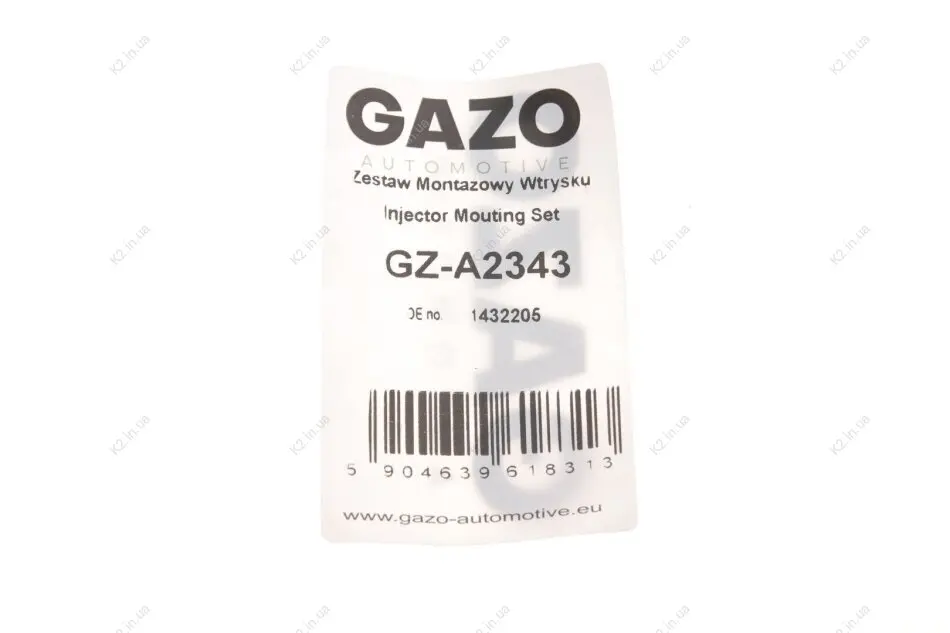 GAZO
AUTOMOTIVE
Zestaw Montazowy Wtrysku
Injector Mouting Set
GZ-A2343
OE no. 1432205
5 904639 618313
www.gazo-automotive.eu
K2.in.ua